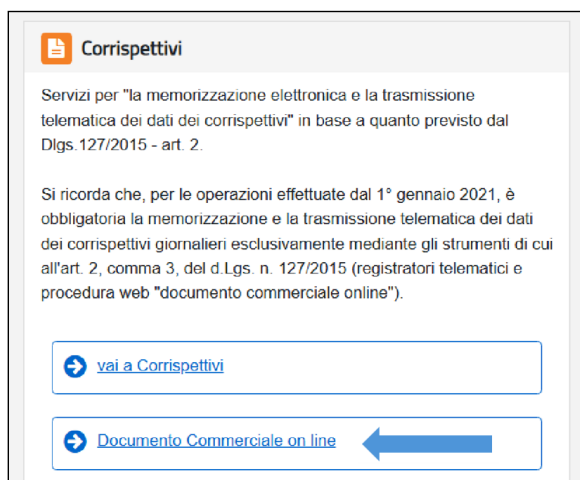 Corrispettivi
Servizi per "la memorizzazione elettronica e la trasmissione
telematica dei dati dei corrispettivi" in base a quanto previsto dal
Dlgs.127/2015 - art. 2.
Si ricorda che, per le operazioni effettuate dal 1° gennaio 2021, è
obbligatoria la memorizzazione e la trasmissione telematica dei dati
dei corrispettivi giornalieri esclusivamente mediante gli strumenti di cui
all'art. 2, comma 3, del d.Lgs. n. 127/2015 (registratori telematici e
procedura web "documento commerciale online").
vai a Corrispettivi
Documento Commerciale on line